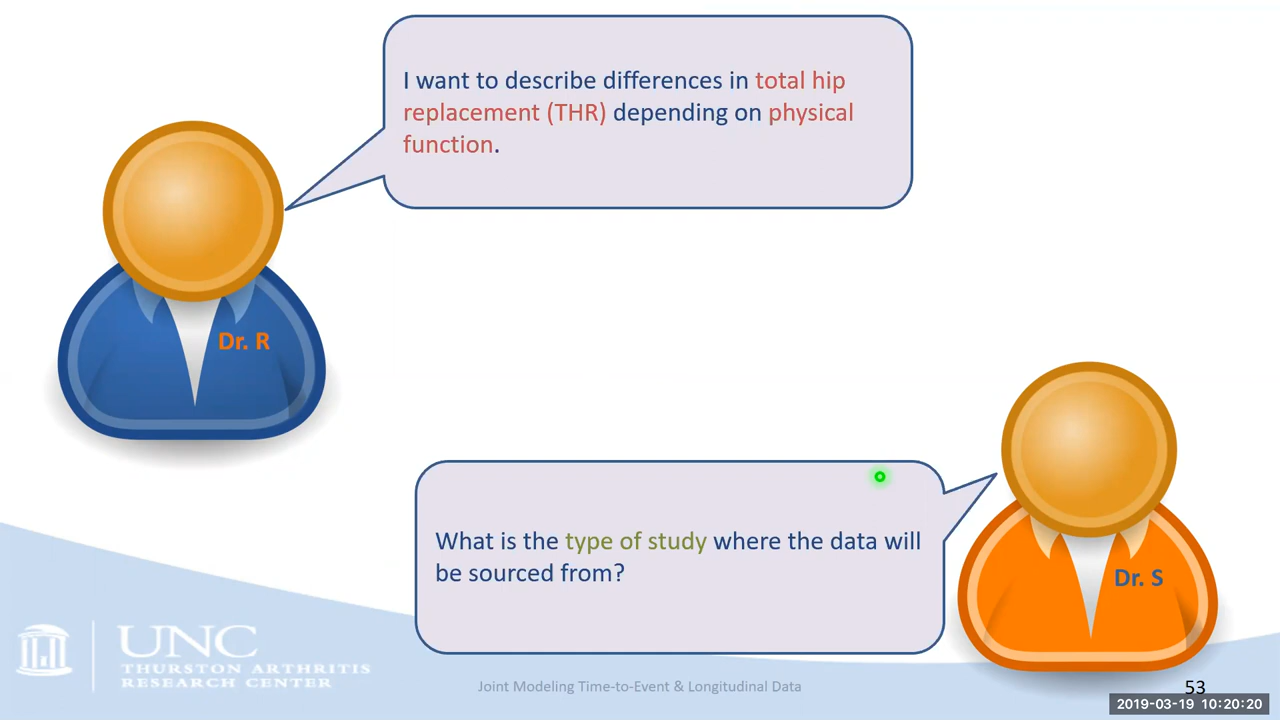 I want to describe differences in total hip
replacement (THR) depending on physical
function.
Dr. R
What is the type of study where the data will
be sourced from?
Dr. S
UNC
THURSTON ARTHRITIS
RESEARCH CENTER
Joint Modeling Time-to-Event & Longitudinal Data
53
2019-03-19 10:20:20